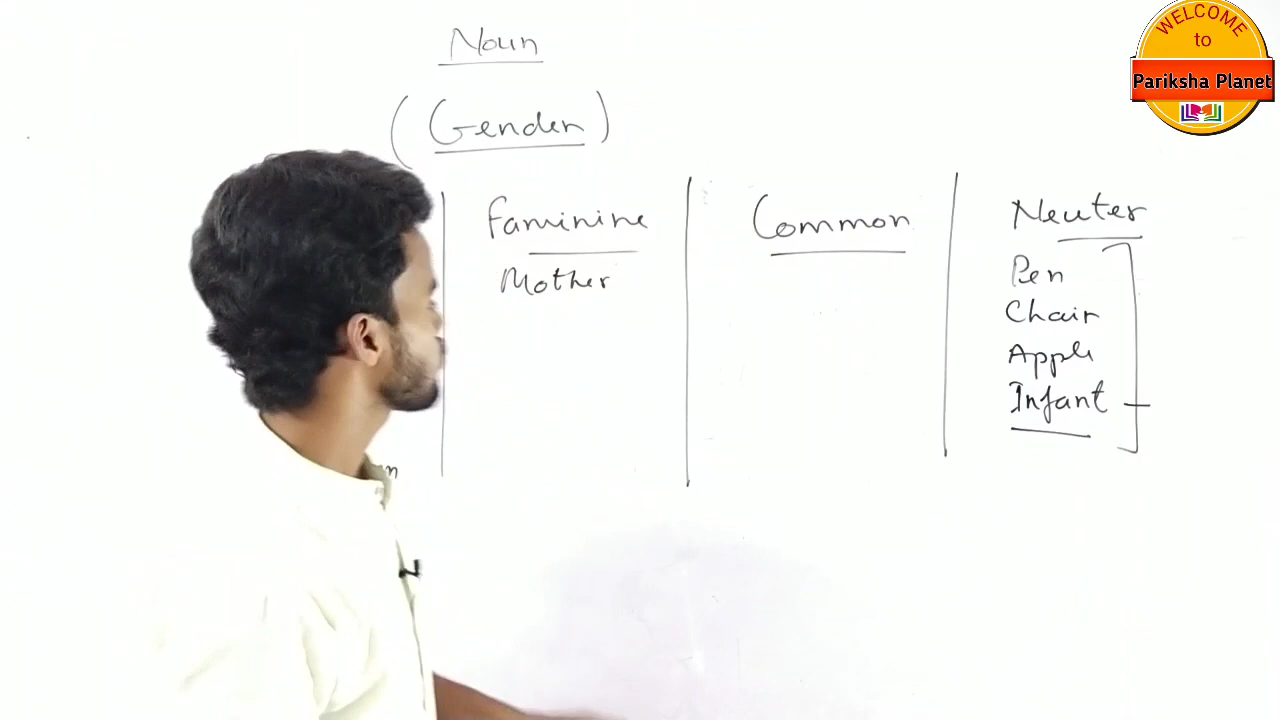 Noun
(Gender)
Faminine
Mother
Common
Neuter
Pen
Chair
Apple
Infant
WELCOME
to
Pariksha Planet